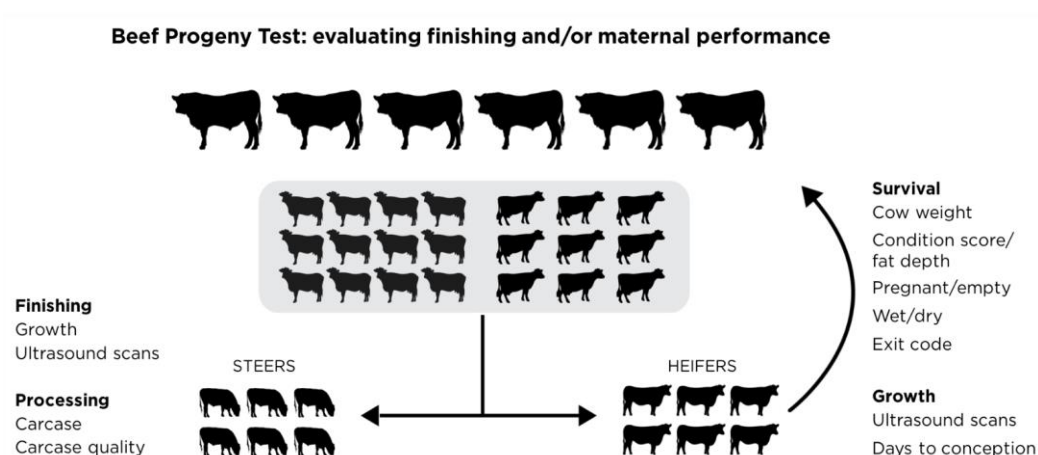 Beef Progeny Test: evaluating finishing and/or maternal performance
Survival
Cow weight
Condition score/
fat depth
Pregnant/empty
Wet/dry
Exit code
Finishing
Growth
Ultrasound scans
STEERS
HEIFERS
Processing
Carcase
Carcase quality
Growth
Ultrasound scans
Days to conception